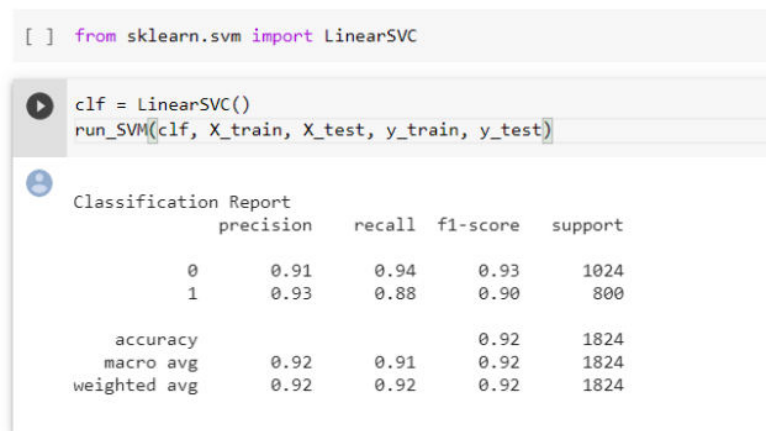 [ ] from sklearn.svm import LinearSVC
clf = LinearSVC()
run_SVM(clf, X_train, X_test, y_train, y_test)
Classification Report
precision recall f1-score support
0 0.91 0.94 0.93 1024
1 0.93 0.88 0.90 800
accuracy 0.92 1824
macro avg 0.92 0.91 0.92 1824
weighted avg 0.92 0.92 0.92 1824